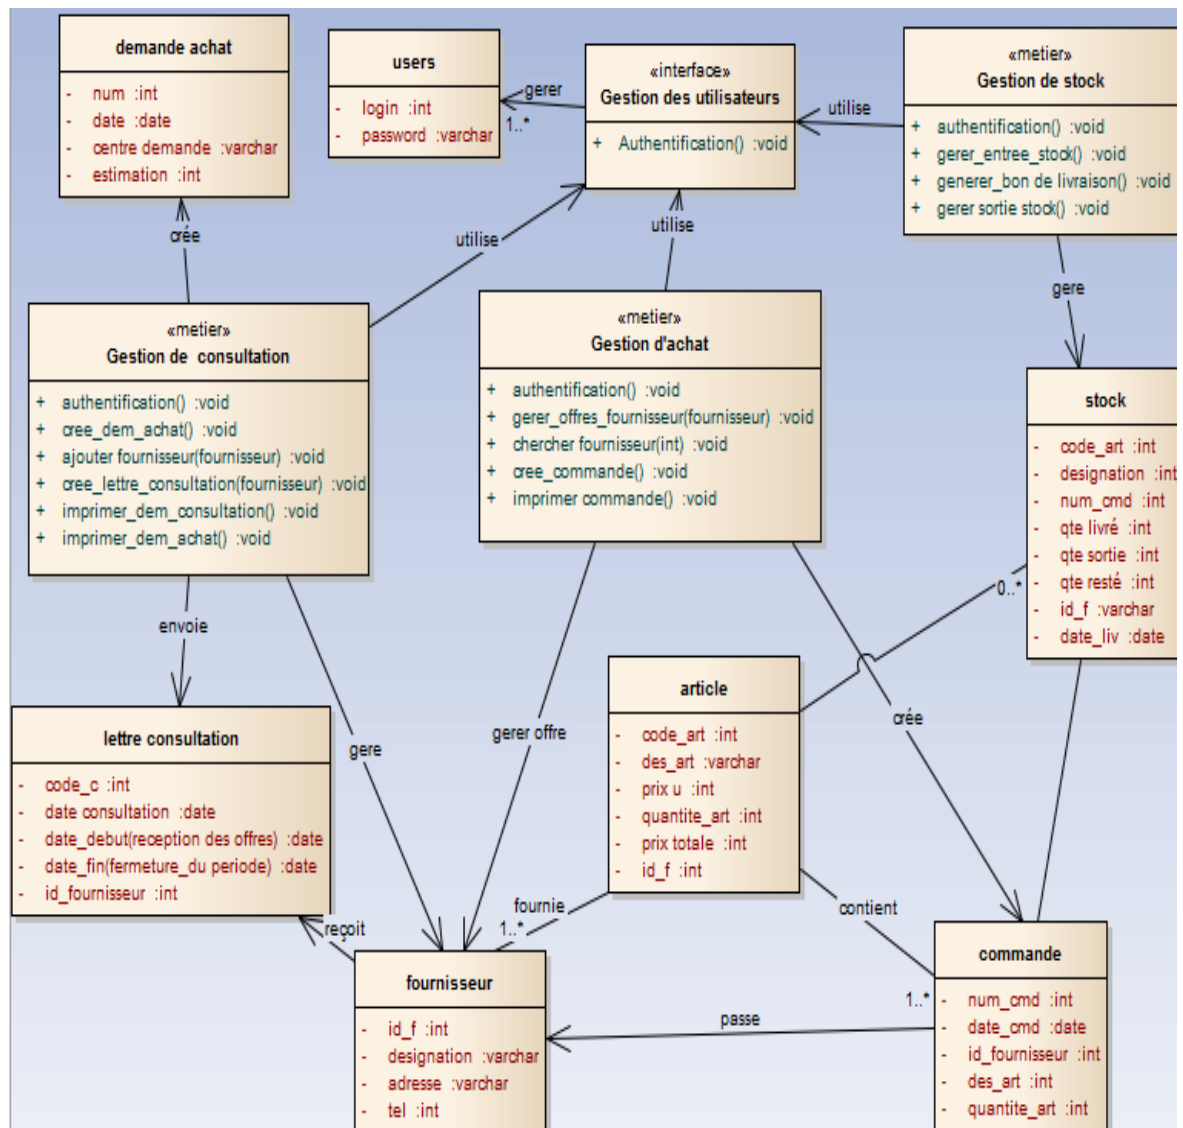 demande achat
- num :int
- date :date
- centre demande :varchar
- estimation :int
users
- login :int
- password :varchar
gerer
1..*
«interface»
Gestion des utilisateurs
+ Authentification() :void
utilise
«metier»
Gestion de stock
+ authentification() :void
+ gerer_entree_stock() :void
+ generer_bon de livraison() :void
+ gerer sortie stock() :void
crée
utilise
utilise
gere
«metier»
Gestion de consultation
+ authentification() :void
+ cree_dem_achat() :void
+ ajouter fournisseur(fournisseur) :void
+ cree_lettre_consultation(fournisseur) :void
+ imprimer_dem_consultation() :void
+ imprimer_dem_achat() :void
«metier»
Gestion d'achat
+ authentification() :void
+ gerer_offres_fournisseur(fournisseur) :void
+ chercher fournisseur(int) :void
+ cree_commande() :void
+ imprimer commande() :void
stock
- code_art :int
- designation :int
- num_cmd :int
- qte livré :int
- qte sortie :int
- qte resté :int
- id_f :varchar
- date_liv :date
0..*
envoie
gere
gerer offre
crée
lettre consultation
- code_c :int
- date consultation :date
- date_debut(reception des offres) :date
- date_fin(fermeture_du periode) :date
- id_fournisseur :int
article
- code_art :int
- des_art :varchar
- prix u :int
- quantite_art :int
- prix totale :int
- id_f :int
reçoit
fournie
1..*
contient
1..*
passe
fournisseur
- id_f :int
- designation :varchar
- adresse :varchar
- tel :int
commande
- num_cmd :int
- date_cmd :date
- id_fournisseur :int
- des_art :int
- quantite_art :int